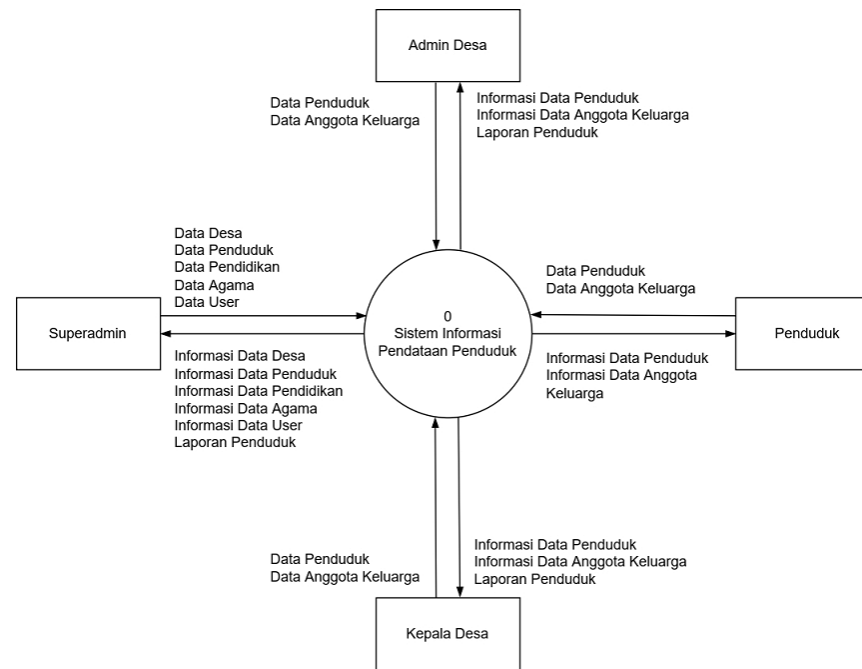 Admin Desa
Data Penduduk
Data Anggota Keluarga
Informasi Data Penduduk
Informasi Data Anggota Keluarga
Laporan Penduduk
Data Desa
Data Penduduk
Data Pendidikan
Data Agama
Data User
Data Penduduk
Data Anggota Keluarga
Superadmin
0
Sistem Informasi
Pendataan Penduduk
Penduduk
Informasi Data Desa
Informasi Data Penduduk
Informasi Data Pendidikan
Informasi Data Agama
Informasi Data User
Laporan Penduduk
Informasi Data Penduduk
Informasi Data Anggota
Keluarga
Data Penduduk
Data Anggota Keluarga
Informasi Data Penduduk
Informasi Data Anggota Keluarga
Laporan Penduduk
Kepala Desa